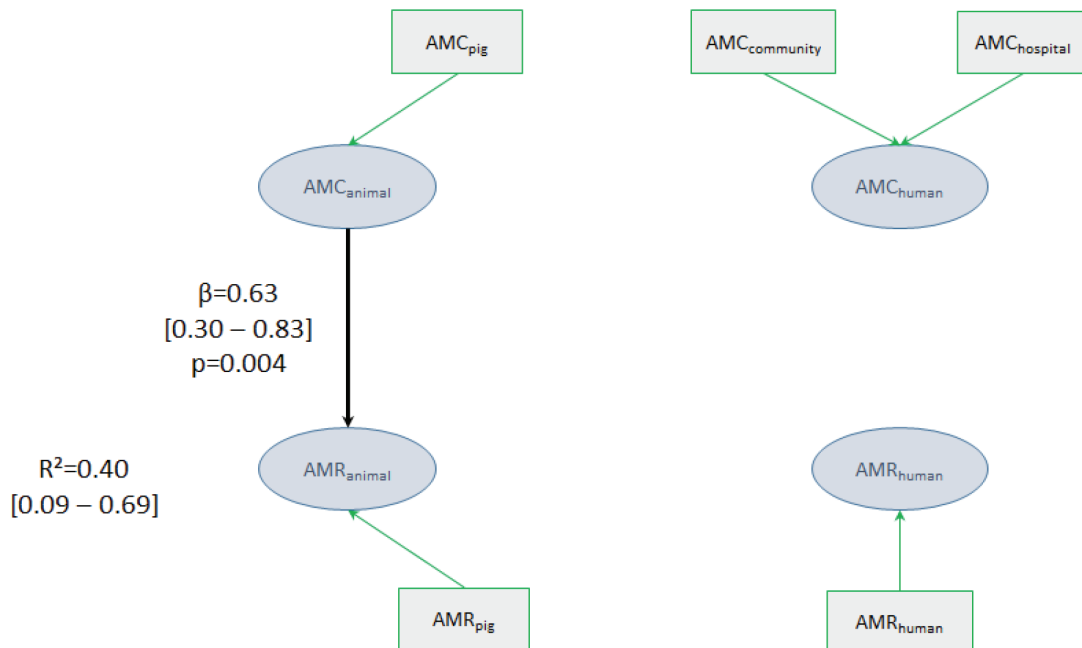 AMCpig
AMCcommunity
AMChospital
AMCanimal
AMChuman
β=0.63
[0.30 – 0.83]
p=0.004
R²=0.40
[0.09 – 0.69]
AMRanimal
AMRhuman
AMRpig
AMRhuman